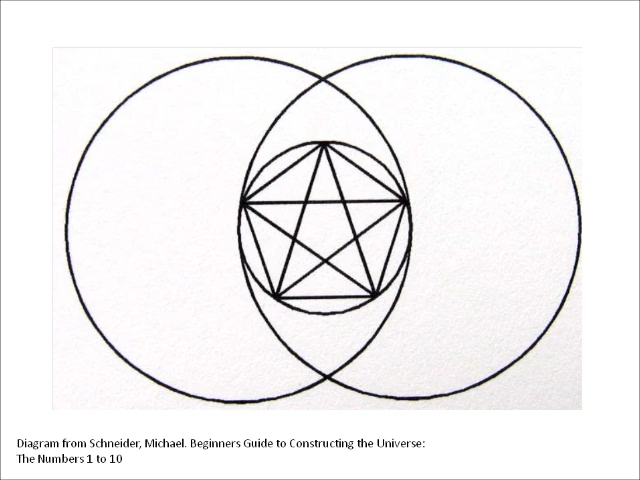 Diagram from Schneider, Michael. Beginners Guide to Constructing the Universe:
The Numbers 1 to 10